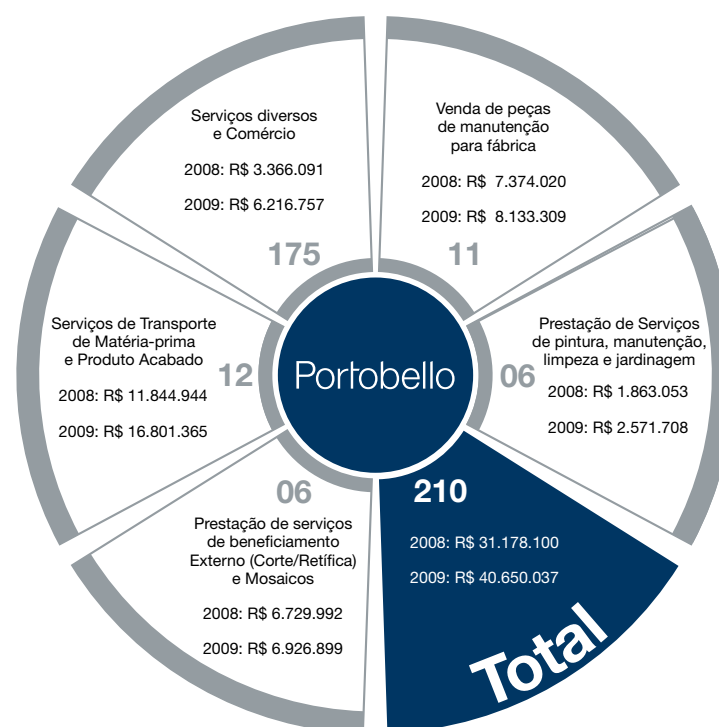 Serviços diversos
e Comércio
2008: R$ 3.366.091
2009: R$ 6.216.757
175
Venda de peças
de manutenção
para fábrica
2008: R$ 7.374.020
2009: R$ 8.133.309
11
Serviços de Transporte
de Matéria-prima
e Produto Acabado
2008: R$ 11.844.944
2009: R$ 16.801.365
12
Portobello
Prestação de Serviços
de pintura, manutenção,
limpeza e jardinagem
2008: R$ 1.863.053
2009: R$ 2.571.708
06
06
Prestação de serviços
de beneficiamento
Externo (Corte/Retífica)
e Mosaicos
2008: R$ 6.729.992
2009: R$ 6.926.899
210
2008: R$ 31.178.100
2009: R$ 40.650.037
Total